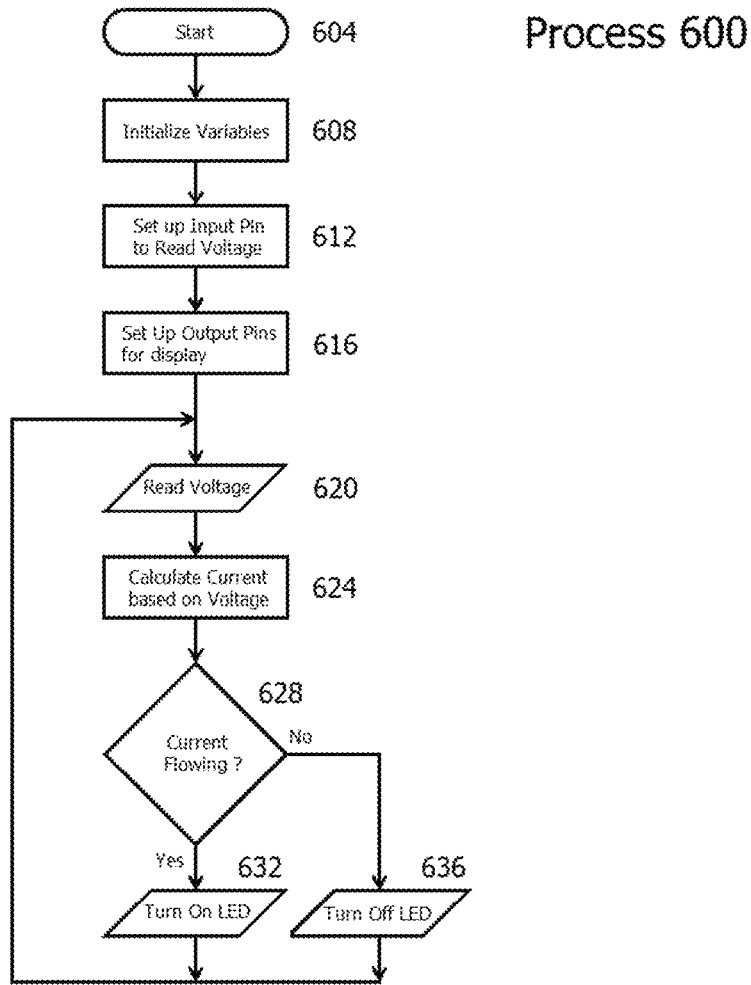 Process 600
Start
604
Initialize Variables
608
Set up Input Pin
to Read Voltage
612
Set Up Output Pins
for display
616
Read Voltage
620
Calculate Current
based on Voltage
624
628
Current
Flowing ?
No
Yes
632
636
Turn On LED
Turn Off LED